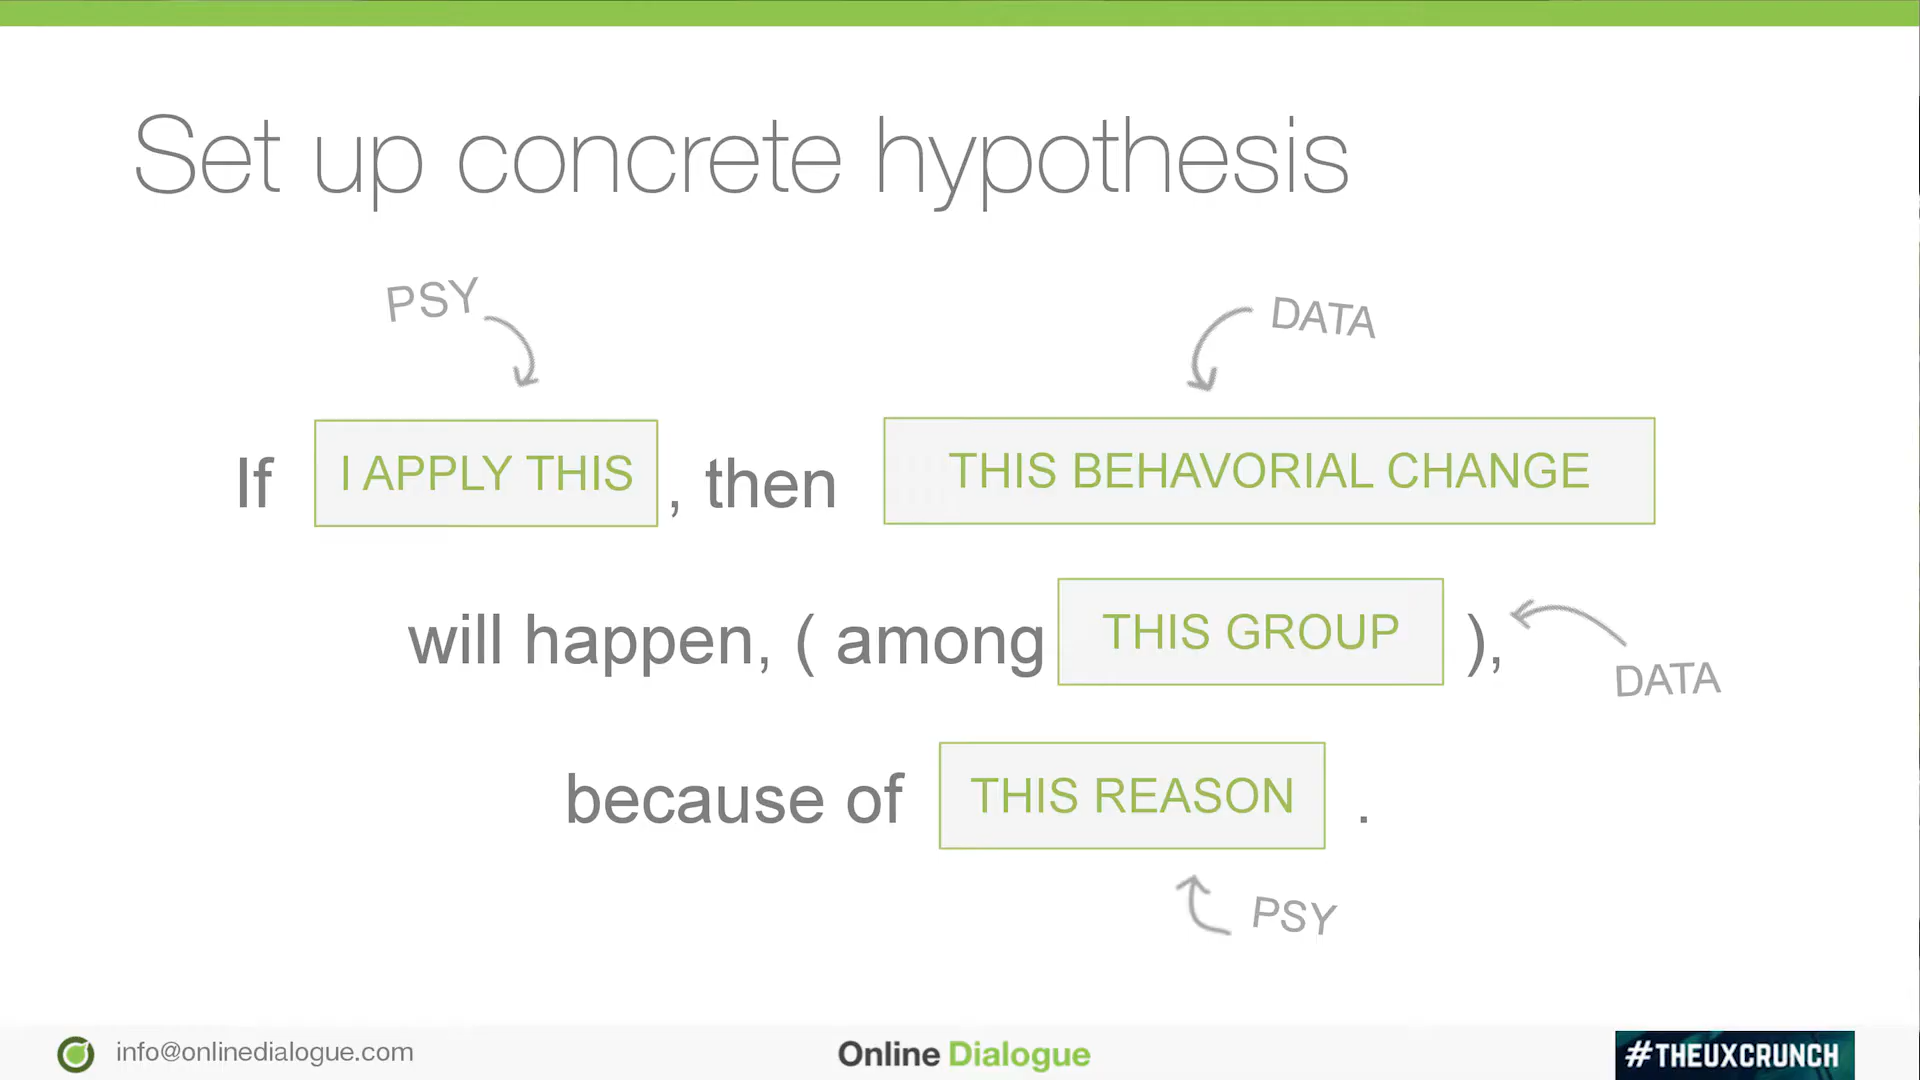 Set up concrete hypothesis
PSY
DATA
If I APPLY THIS , then THIS BEHAVORIAL CHANGE
will happen, ( among THIS GROUP ),
DATA
because of THIS REASON .
PSY
info@onlinedialogue.com
Online Dialogue
#THEUXCRUNCH